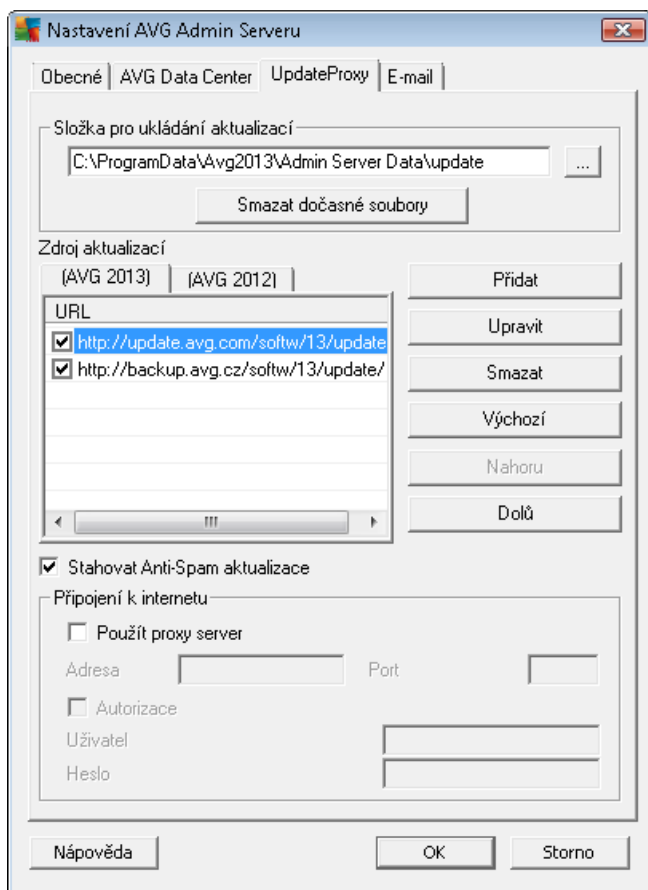 Nastavení AVG Admin Serveru
Obecné AVG Data Center UpdateProxy E-mail
Složka pro ukládání aktualizací
C:\ProgramData\Avg2013\Admin Server Data\update ...
Smazat dočasné soubory
Zdroj aktualizací
(AVG 2013) (AVG 2012)
URL
http://update.avg.com/softw/13/update
http://backup.avg.cz/softw/13/update/
Přidat
Upravit
Smazat
Výchozí
Nahoru
Dolů
Stahovat Anti-Spam aktualizace
Připojení k internetu
Použít proxy server
Adresa Port
Autorizace
Uživatel
Heslo
Nápověda OK Storno